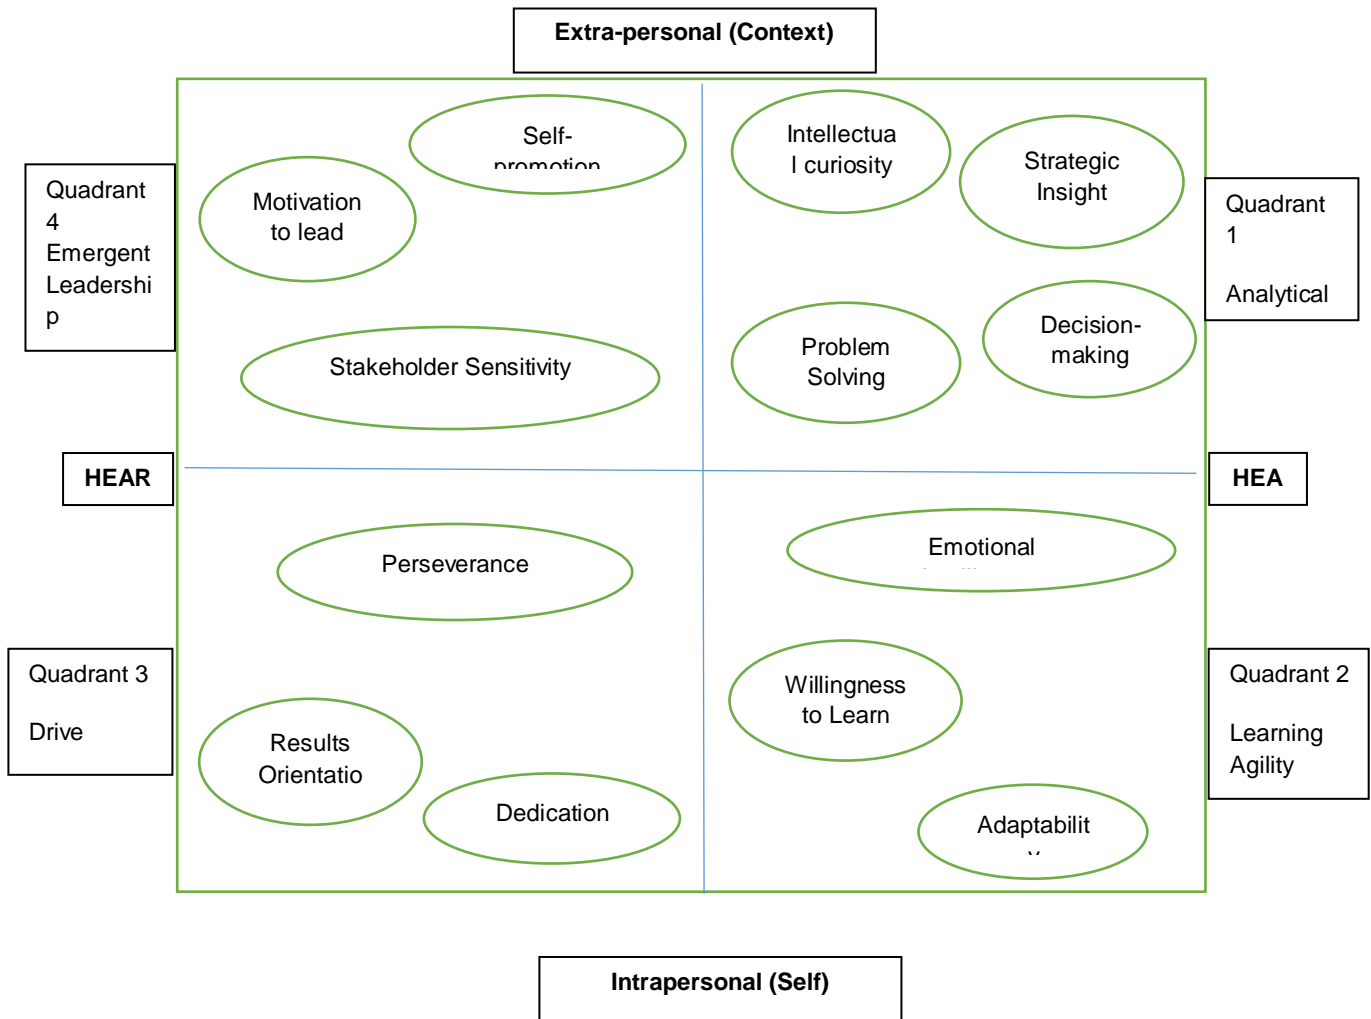 Extra-personal (Context)
Self-
promotion
Intellectua
l curiosity
Strategic
Insight
Motivation
to lead
Quadrant
4
Emergent
Leadershi
p
Quadrant
1
Analytical
Decision-
making
Problem
Solving
Stakeholder Sensitivity
HEAR
HEA
Perseverance
Emotional
Quadrant 3
Drive
Willingness
to Learn
Quadrant 2
Learning
Agility
Results
Orientatio
Dedication
Adaptabilit
y
Intrapersonal (Self)